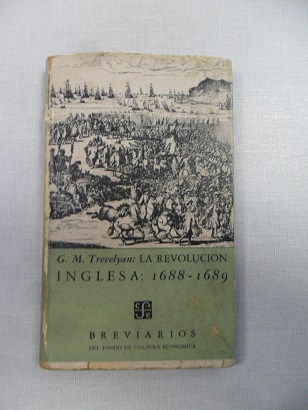 G. M. Trevelyan: LA REVOLUCION
INGLESA: 1688-1689
BREVIARIOS
DEL FONDO DE CULTURA ECONOMICA